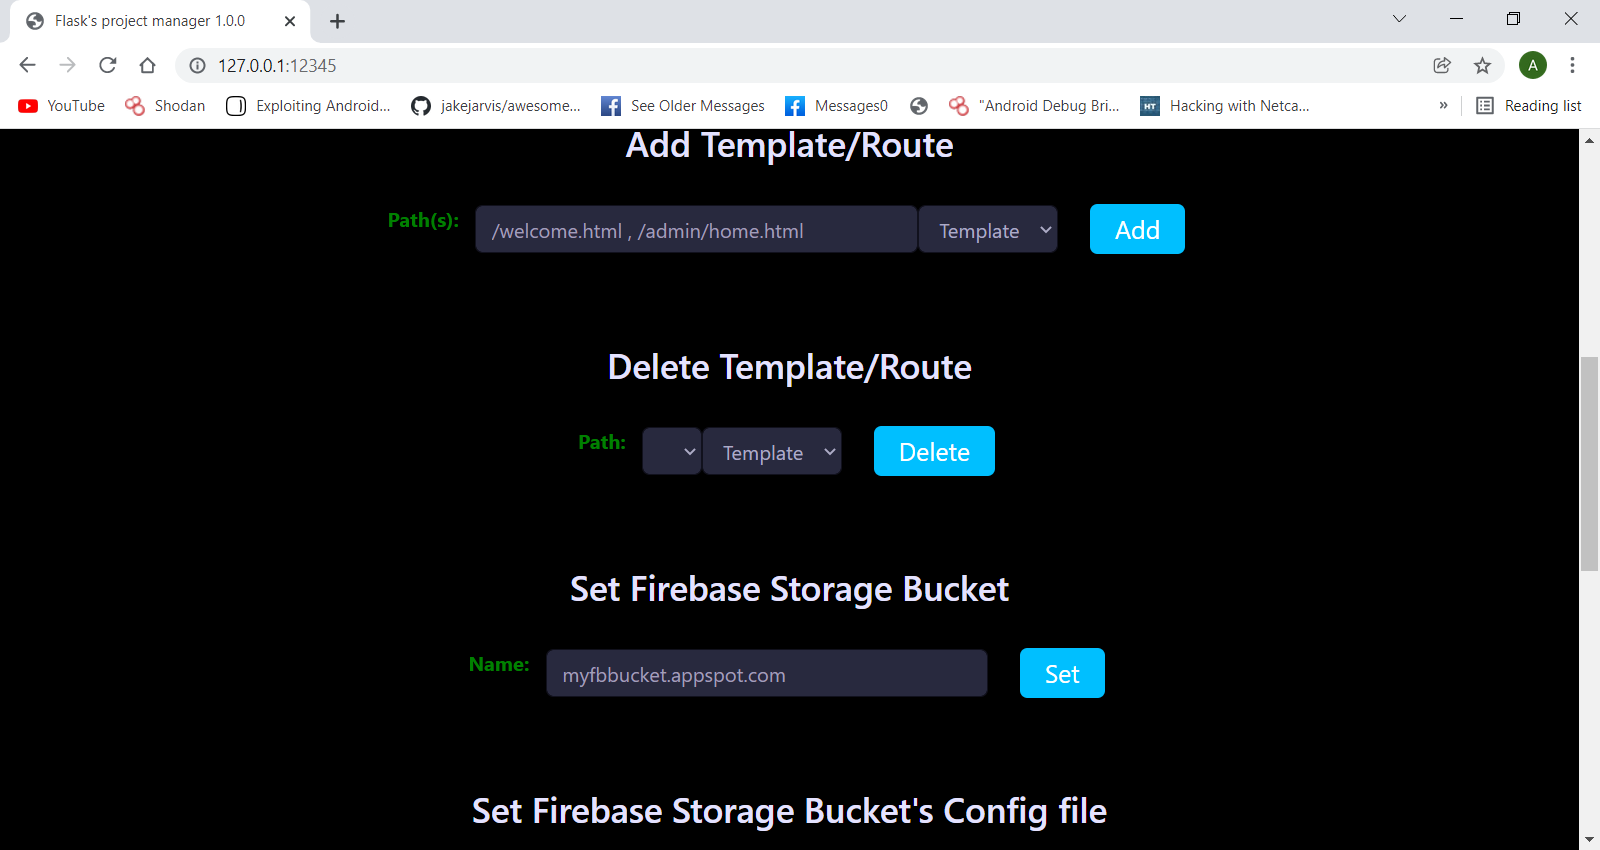 Flask's project manager 1.0.0
127.0.0.1:12345
YouTube Shodan Exploiting Android... jakejarvis/awesome... See Older Messages Messages0 "Android Debug Bri... HT Hacking with Netca... » Reading list
A
Add Template/Route
Path(s): /welcome.html , /admin/home.html Template Add
Delete Template/Route
Path: Template Delete
Set Firebase Storage Bucket
Name: myfbbucket.appspot.com Set
Set Firebase Storage Bucket's Config file